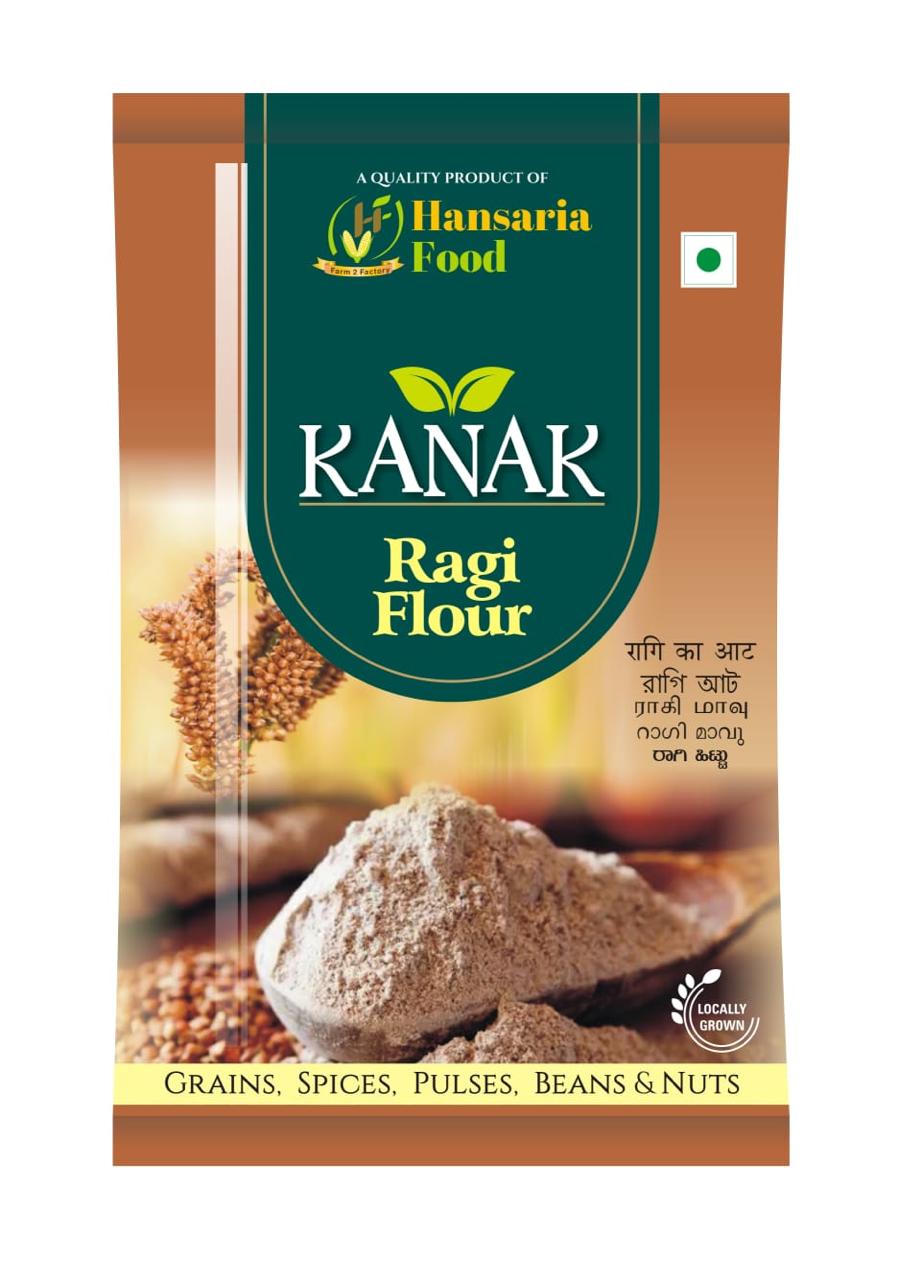 A QUALITY PRODUCT OF
HF
Hansaria
Food
Farm 2 Factory
KANAK
Ragi
Flour
रागि का आट
রাগি আট
ராகி மாவு
റാഗി മാവു
ರಾಗಿ ಹಿಟ್ಟು
LOCALLY
GROWN
GRAINS, SPICES, PULSES, BEANS & NUTS